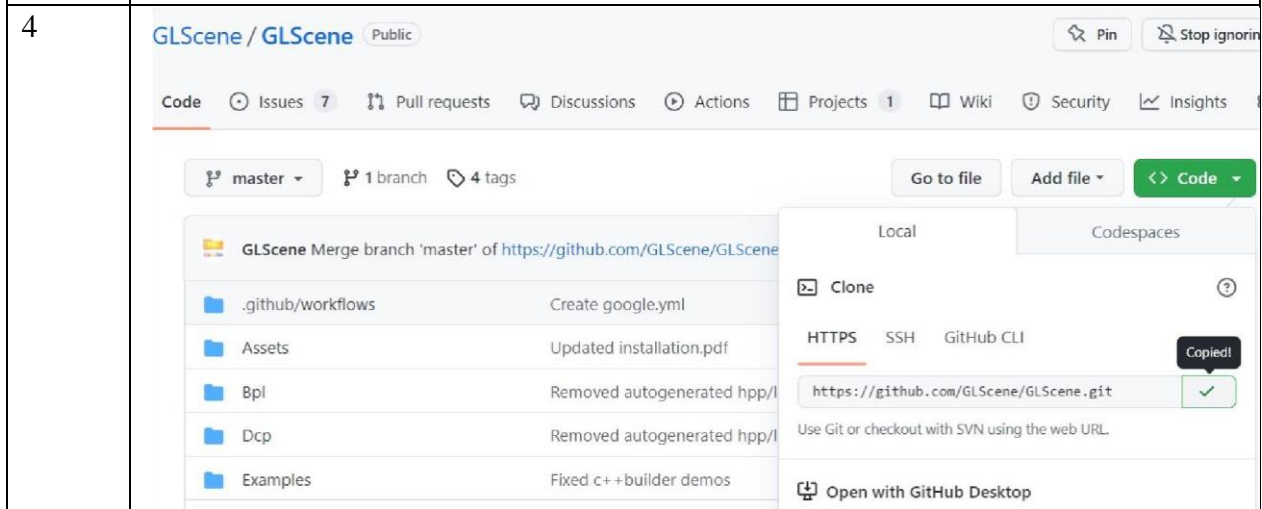 4
GLScene / GLScene Public
Pin
Stop ignorin
Code
Issues 7
Pull requests
Discussions
Actions
Projects 1
Wiki
Security
Insights
master
1 branch
4 tags
Go to file
Add file
<> Code
Local
Codespaces
GLScene Merge branch 'master' of https://github.com/GLScene/GLScene
Clone
.github/workflows
Create google.yml
HTTPS
SSH
GitHub CLI
Copied!
Assets
Updated installation.pdf
https://github.com/GLScene/GLScene.git
Bpl
Removed autogenerated hpp/l
Use Git or checkout with SVN using the web URL.
Dcp
Removed autogenerated hpp/l
Examples
Fixed c++builder demos
Open with GitHub Desktop